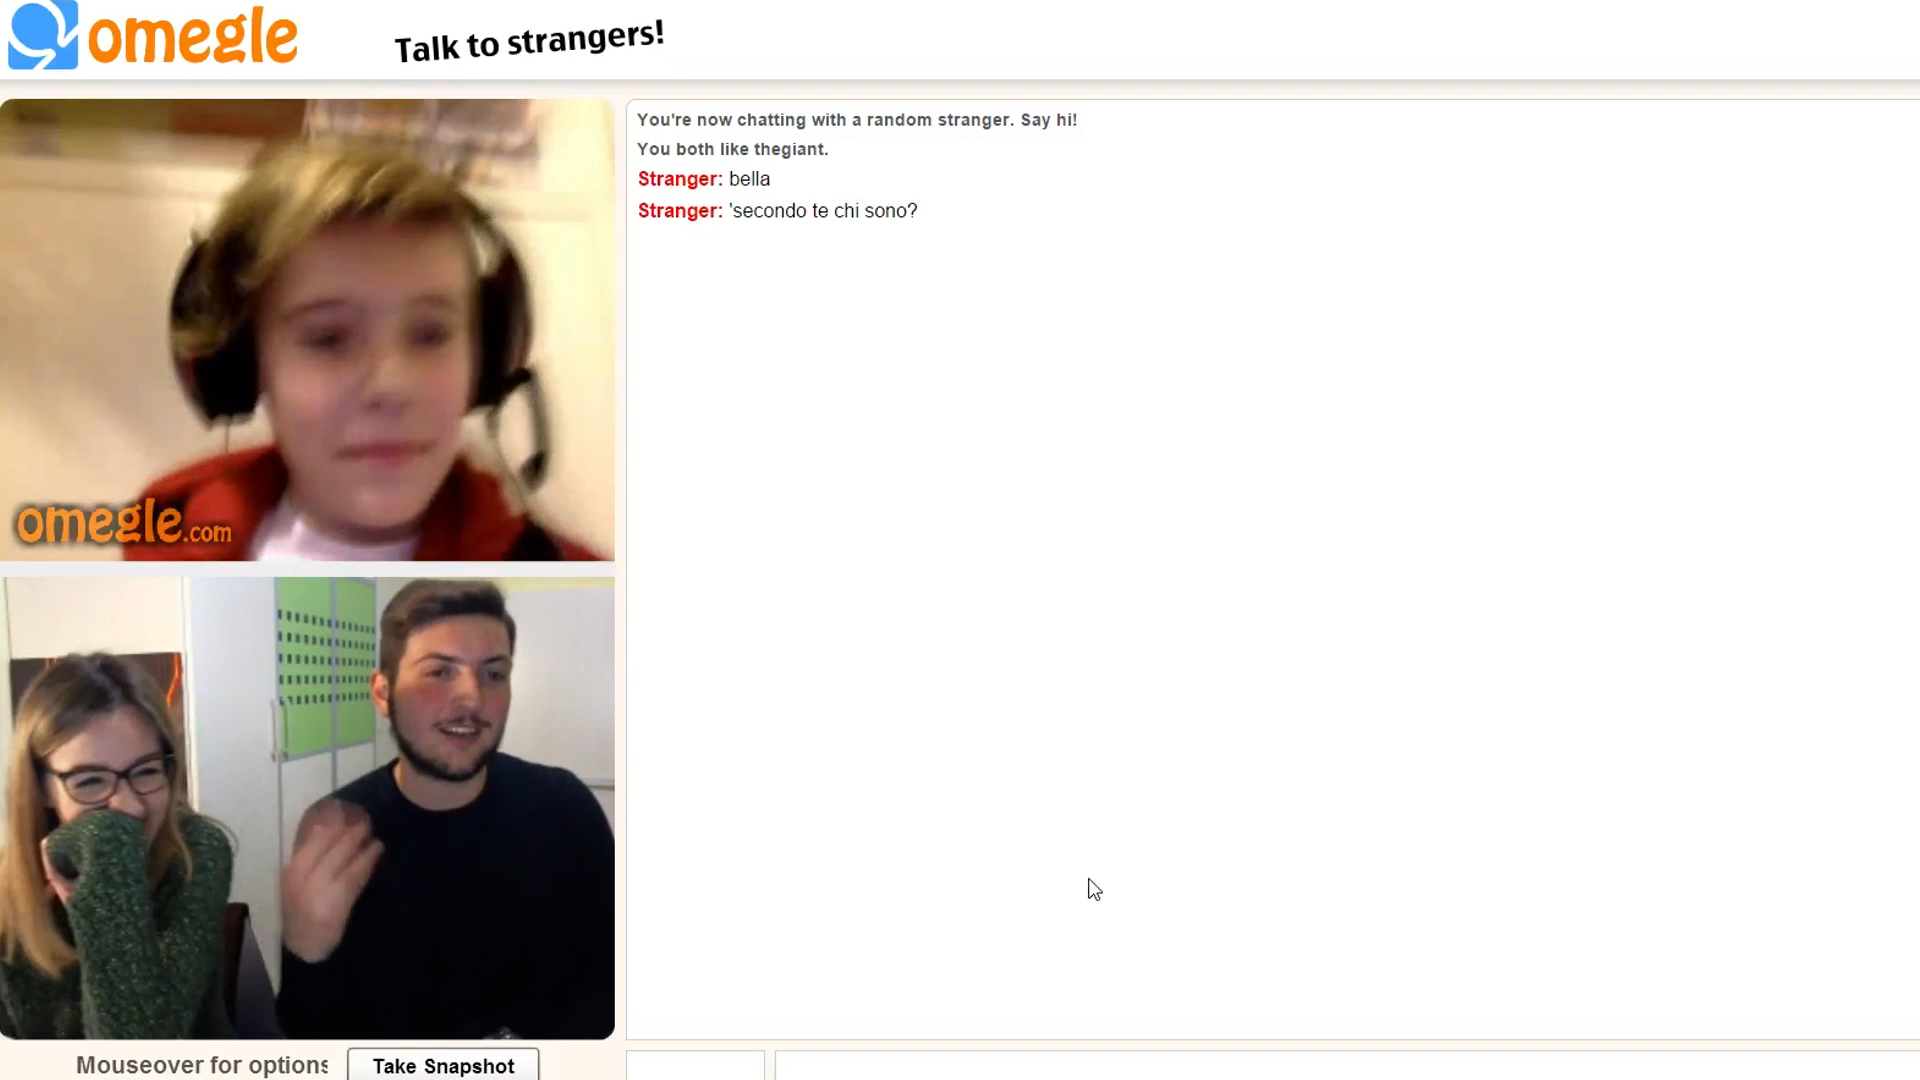 omegle
Talk to strangers!
You're now chatting with a random stranger. Say hi!
You both like thegiant.
Stranger: bella
Stranger: 'secondo te chi sono?
omegle.com
Mouseover for options
Take Snapshot